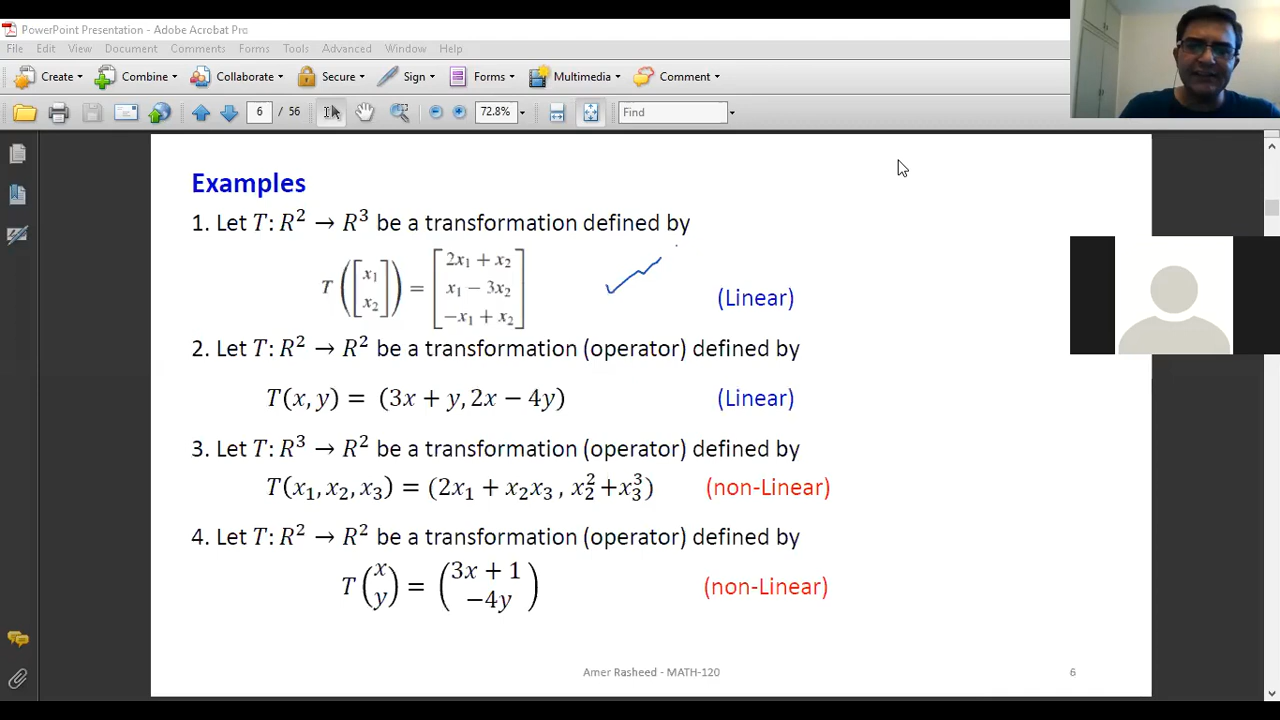 PowerPoint Presentation - Adobe Acrobat Pro
File Edit View Document Comments Forms Tools Advanced Window Help
Create Combine Collaborate Secure Sign Forms Multimedia Comment
6 / 56 72.8% Find
Examples
1. Let T: R² → R³ be a transformation defined by
T([x₁ x₂]) = [2x₁ + x₂
x₁ − 3x₂
−x₁ + x₂]
(Linear)
2. Let T: R² → R² be a transformation (operator) defined by
T(x, y) = (3x + y, 2x − 4y) (Linear)
3. Let T: R³ → R² be a transformation (operator) defined by
T(x₁, x₂, x₃) = (2x₁ + x₂x₃ , x₂²+x₃³) (non-Linear)
4. Let T: R² → R² be a transformation (operator) defined by
T(x y) = (3x + 1
−4y) (non-Linear)
Amer Rasheed - MATH-120 6